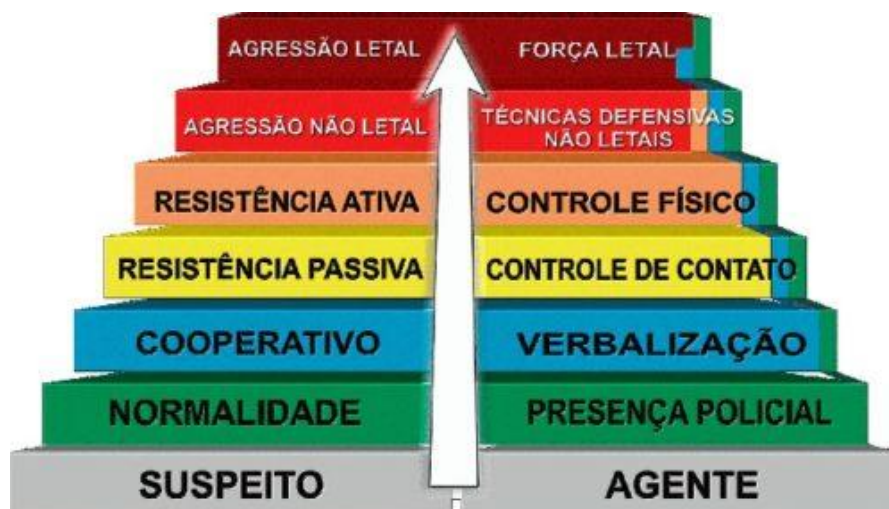 AGRESSÃO LETAL
FORÇA LETAL
AGRESSÃO NÃO LETAL
TÉCNICAS DEFENSIVAS
NÃO LETAIS
RESISTÊNCIA ATIVA
CONTROLE FÍSICO
RESISTÊNCIA PASSIVA
CONTROLE DE CONTATO
COOPERATIVO
VERBALIZAÇÃO
NORMALIDADE
PRESENÇA POLICIAL
SUSPEITO
AGENTE